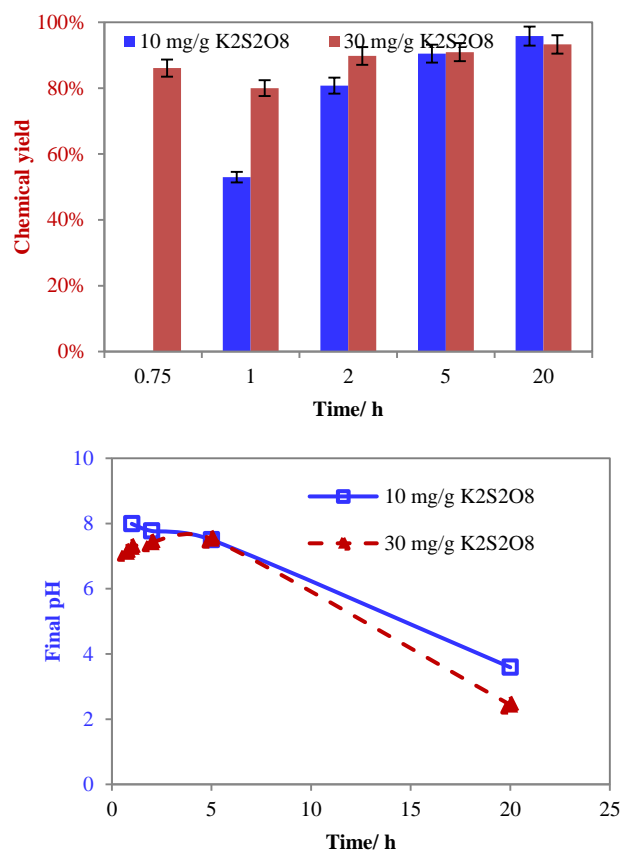 100%
80%
60%
40%
20%
0%
Chemical yield
10 mg/g K2S2O8
30 mg/g K2S2O8
0.75 1 2 5 20
Time/ h
10
8
6
4
2
0
Final pH
10 mg/g K2S2O8
30 mg/g K2S2O8
0 5 10 15 20 25
Time/ h